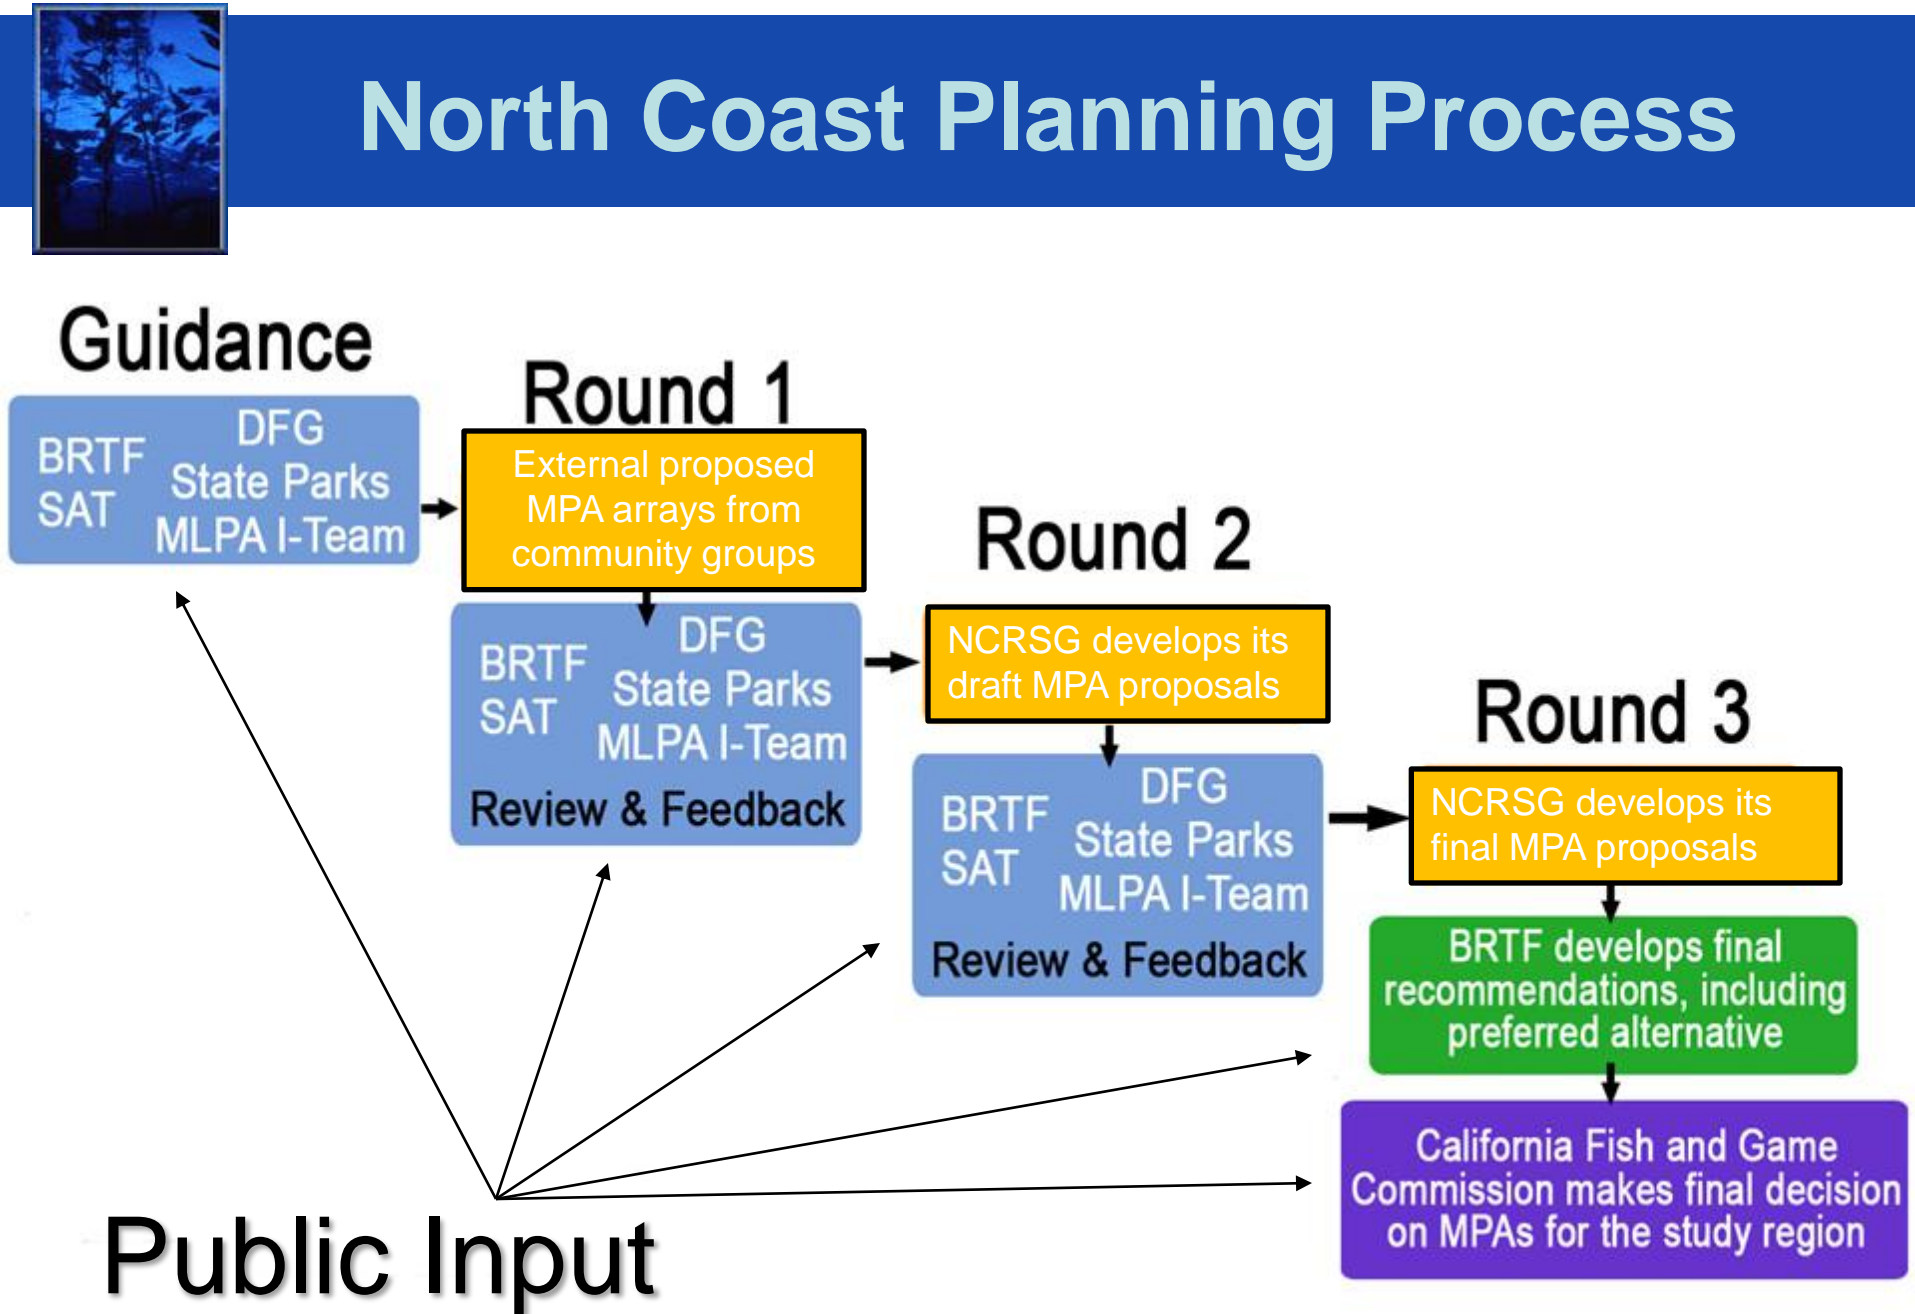 North Coast Planning Process
Guidance
BRTF
SAT
DFG
State Parks
MLPA I-Team
Round 1
External proposed
MPA arrays from
community groups
BRTF
SAT
DFG
State Parks
MLPA I-Team
Review & Feedback
Round 2
NCRSG develops its
draft MPA proposals
BRTF
SAT
DFG
State Parks
MLPA I-Team
Review & Feedback
Round 3
NCRSG develops its
final MPA proposals
BRTF develops final
recommendations, including
preferred alternative
California Fish and Game
Commission makes final decision
on MPAs for the study region
Public Input